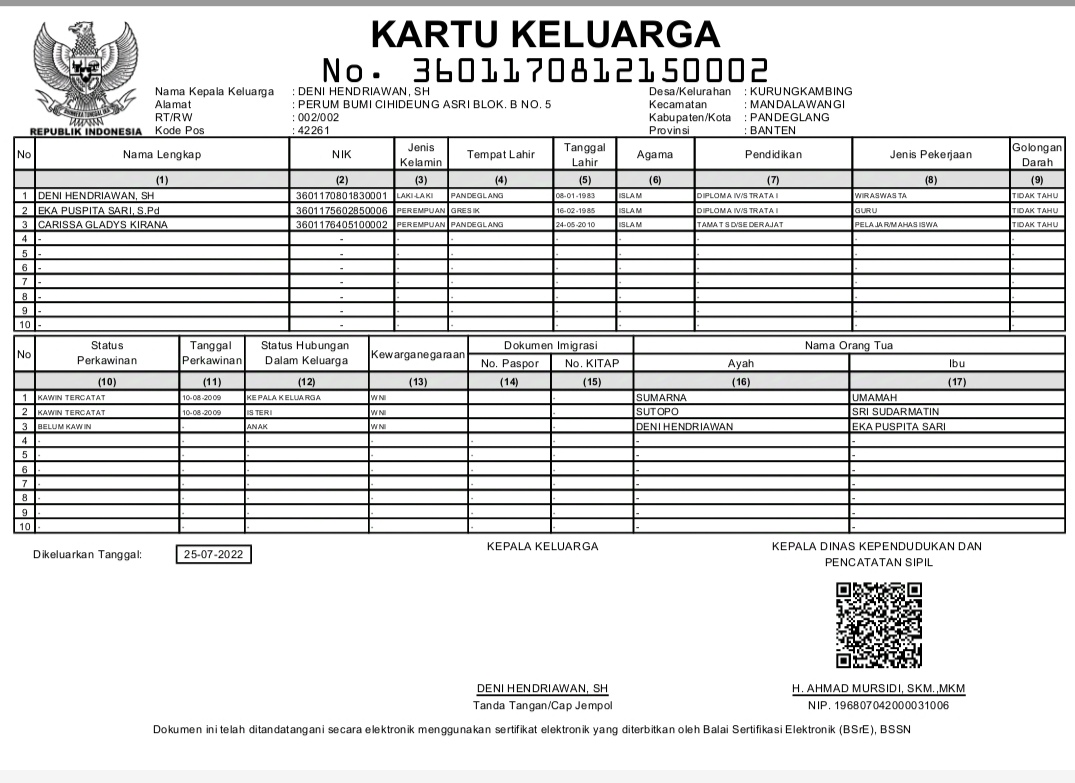 KARTU KELUARGA
No. 3601170812150002
REPUBLIK INDONESIA
Nama Kepala Keluarga : DENI HENDRIAWAN, SH Desa/Kelurahan : KURUNGKAMBING
Alamat : PERUM BUMI CIHIDEUNG ASRI BLOK. B NO. 5 Kecamatan : MANDALAWANGI
RT/RW : 002/002 Kabupaten/Kota : PANDEGLANG
Kode Pos : 42261 Provinsi : BANTEN
No Nama Lengkap NIK Jenis Kelamin Tempat Lahir Tanggal Lahir Agama Pendidikan Jenis Pekerjaan Golongan Darah
(1) (2) (3) (4) (5) (6) (7) (8) (9)
1 DENI HENDRIAWAN, SH 3601170801830001 LAKI-LAKI PANDEGLANG 08-01-1983 ISLAM DIPLOMA IV/STRATA I WIRASWASTA TIDAK TAHU
2 EKA PUSPITA SARI, S.Pd 3601175602850006 PEREMPUAN GRESIK 16-02-1985 ISLAM DIPLOMA IV/STRATA I GURU TIDAK TAHU
3 CARISSA GLADYS KIRANA 3601176405100002 PEREMPUAN PANDEGLANG 24-05-2010 ISLAM TAMAT SD/SEDERAJAT PELAJAR/MAHASISWA TIDAK TAHU
4 - - - - - - - - -
5 - - - - - - - - -
6 - - - - - - - - -
7 - - - - - - - - -
8 - - - - - - - - -
9 - - - - - - - - -
10 - - - - - - - - -
No Status Perkawinan Tanggal Perkawinan Status Hubungan Dalam Keluarga Kewarganegaraan Dokumen Imigrasi Nama Orang Tua
No. Paspor No. KITAP Ayah Ibu
(10) (11) (12) (13) (14) (15) (16) (17)
1 KAWIN TERCATAT 10-08-2009 KEPALA KELUARGA WNI - SUMARNA UMAMAH
2 KAWIN TERCATAT 10-08-2009 ISTERI WNI - SUTOPO SRI SUDARMATIN
3 BELUM KAWIN - ANAK WNI - DENI HENDRIAWAN EKA PUSPITA SARI
4 - - - - - - - -
5 - - - - - - - -
6 - - - - - - - -
7 - - - - - - - -
8 - - - - - - - -
9 - - - - - - - -
10 - - - - - - - -
Dikeluarkan Tanggal: 25-07-2022
KEPALA KELUARGA
KEPALA DINAS KEPENDUDUKAN DAN
PENCATATAN SIPIL
DENI HENDRIAWAN, SH
Tanda Tangan/Cap Jempol
H. AHMAD MURSIDI, SKM.,MKM
NIP. 196807042000031006
Dokumen ini telah ditandatangani secara elektronik menggunakan sertifikat elektronik yang diterbitkan oleh Balai Sertifikasi Elektronik (BSrE), BSSN